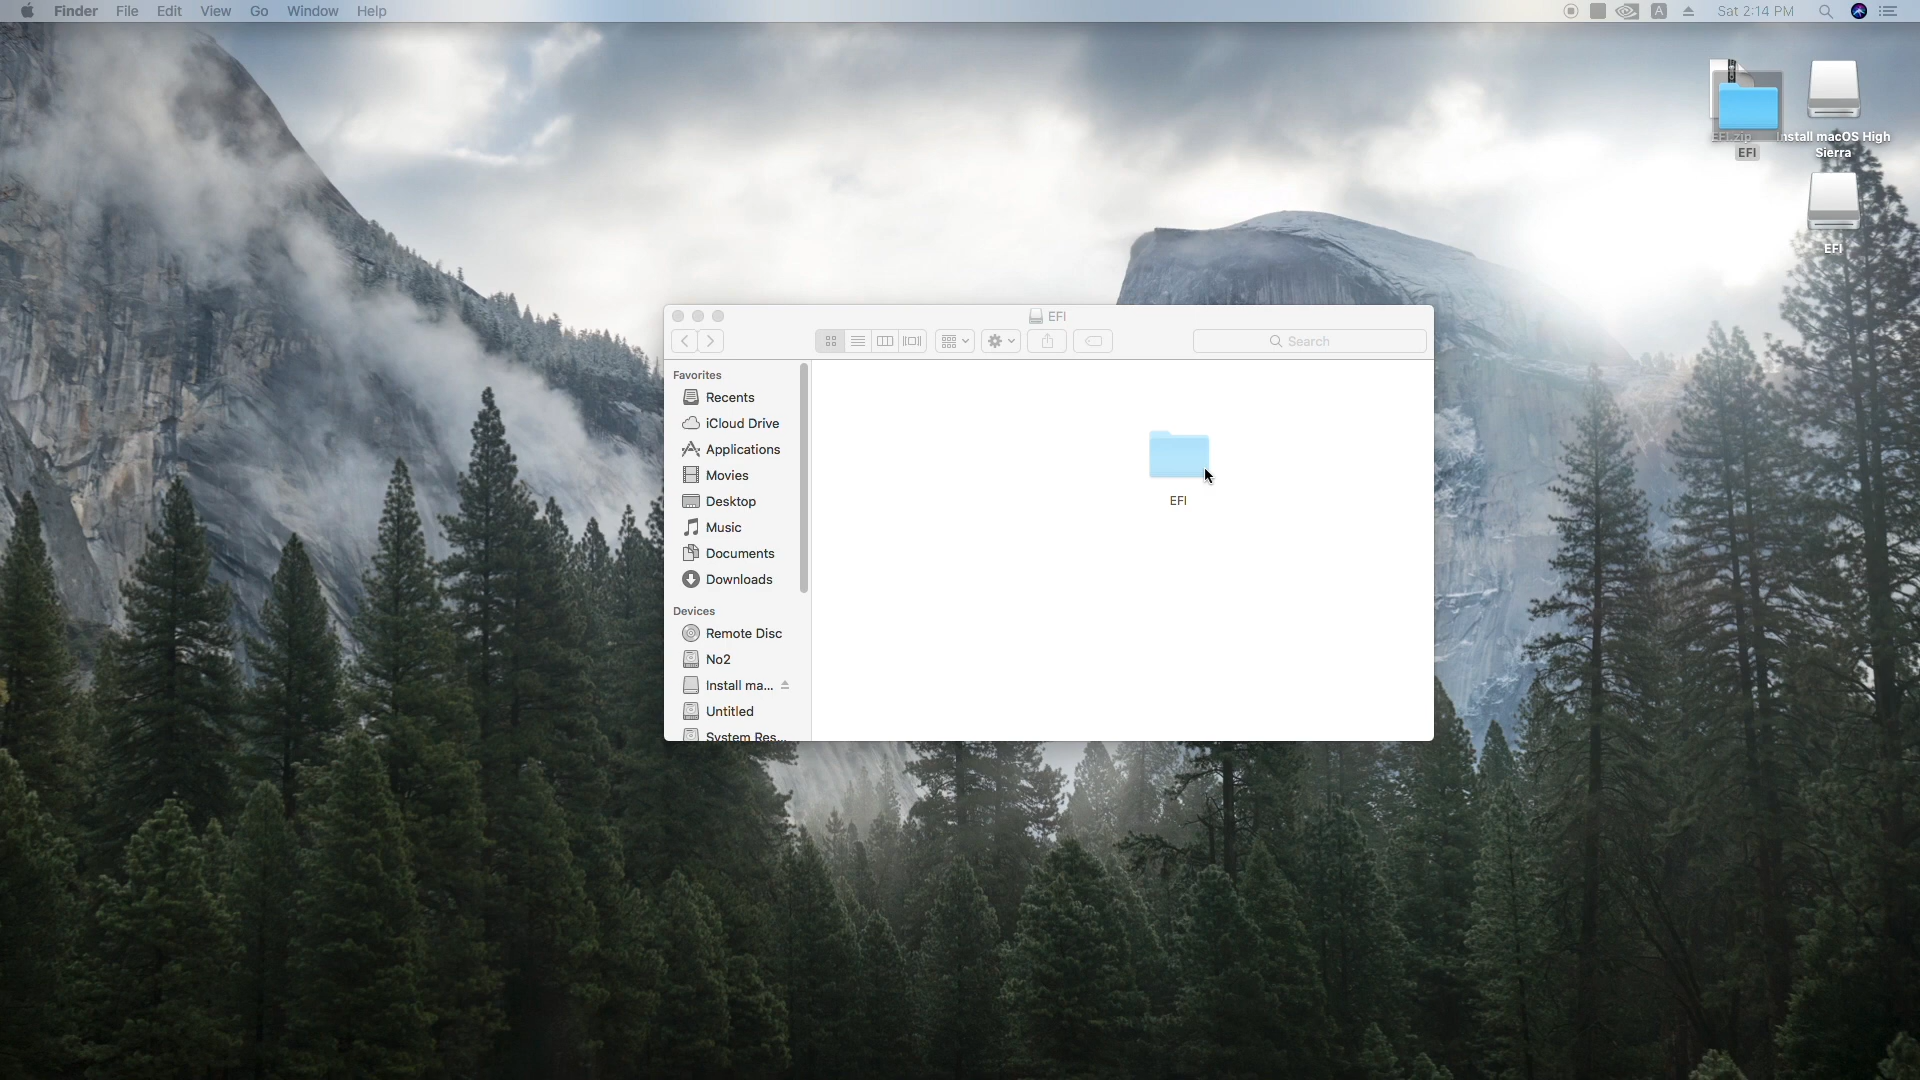 Finder File Edit View Go Window Help
A Sat 2:14 PM
EFI.zip
EFI
Install macOS High
Sierra
EFI
EFI
Search
Favorites
Recents
iCloud Drive
Applications
Movies
Desktop
Music
Documents
Downloads
Devices
Remote Disc
No2
Install ma...
Untitled
System Res...
EFI